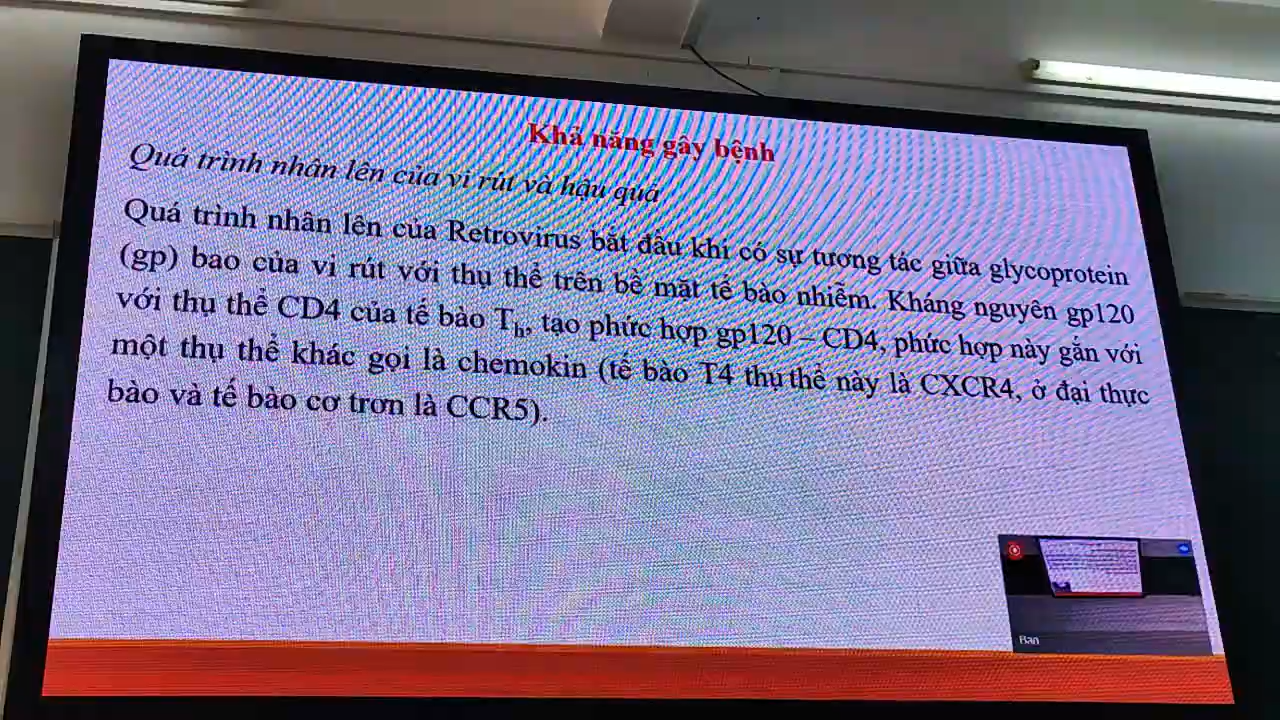 Khả năng gây bệnh
Quá trình nhân lên của vi rút và hậu quả
Quá trình nhân lên của Retrovirus bắt đầu khi có sự tương tác giữa glycoprotein
(gp) bao của vi rút với thụ thể trên bề mặt tế bào nhiễm. Kháng nguyên gp120
với thụ thể CD4 của tế bào Th, tạo phức hợp gp120 – CD4, phức hợp này gắn với
một thụ thể khác gọi là chemokin (tế bào T4 thụ thể này là CXCR4, ở đại thực
bào và tế bào cơ trơn là CCR5).
Ban